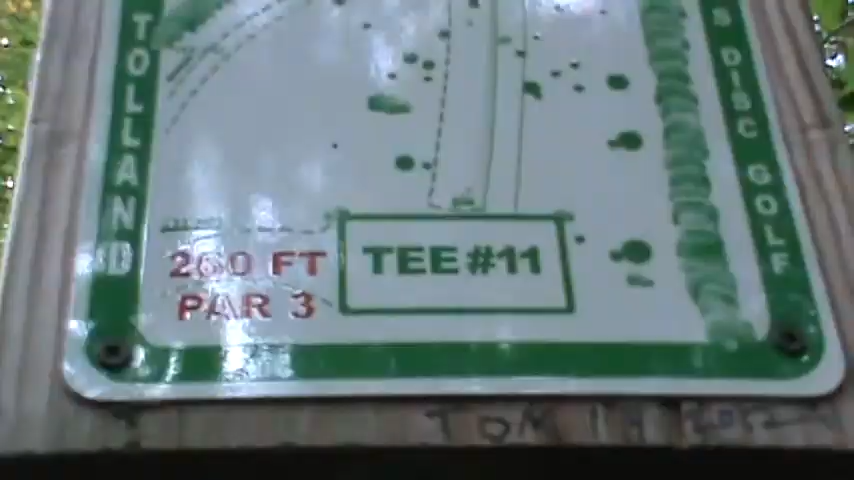 TOLLAND
S DISC GOLF
260 FT
PAR 3
TEE #11